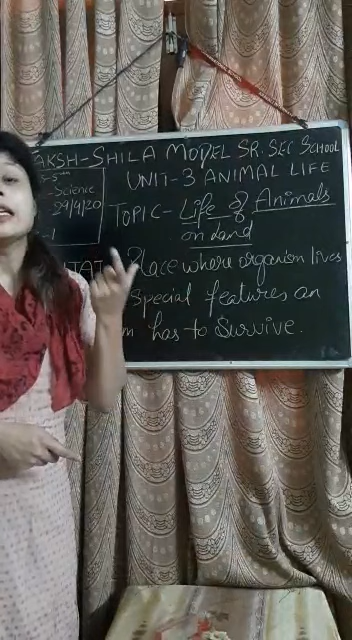 AKSH-SHILA MODEL SR. SEC SCHOOL
UNIT-3 ANIMAL LIFE
Science
29/9/20
TOPIC- Life of Animals
on Land
Place where organism lives
Special features an
has to Survive.